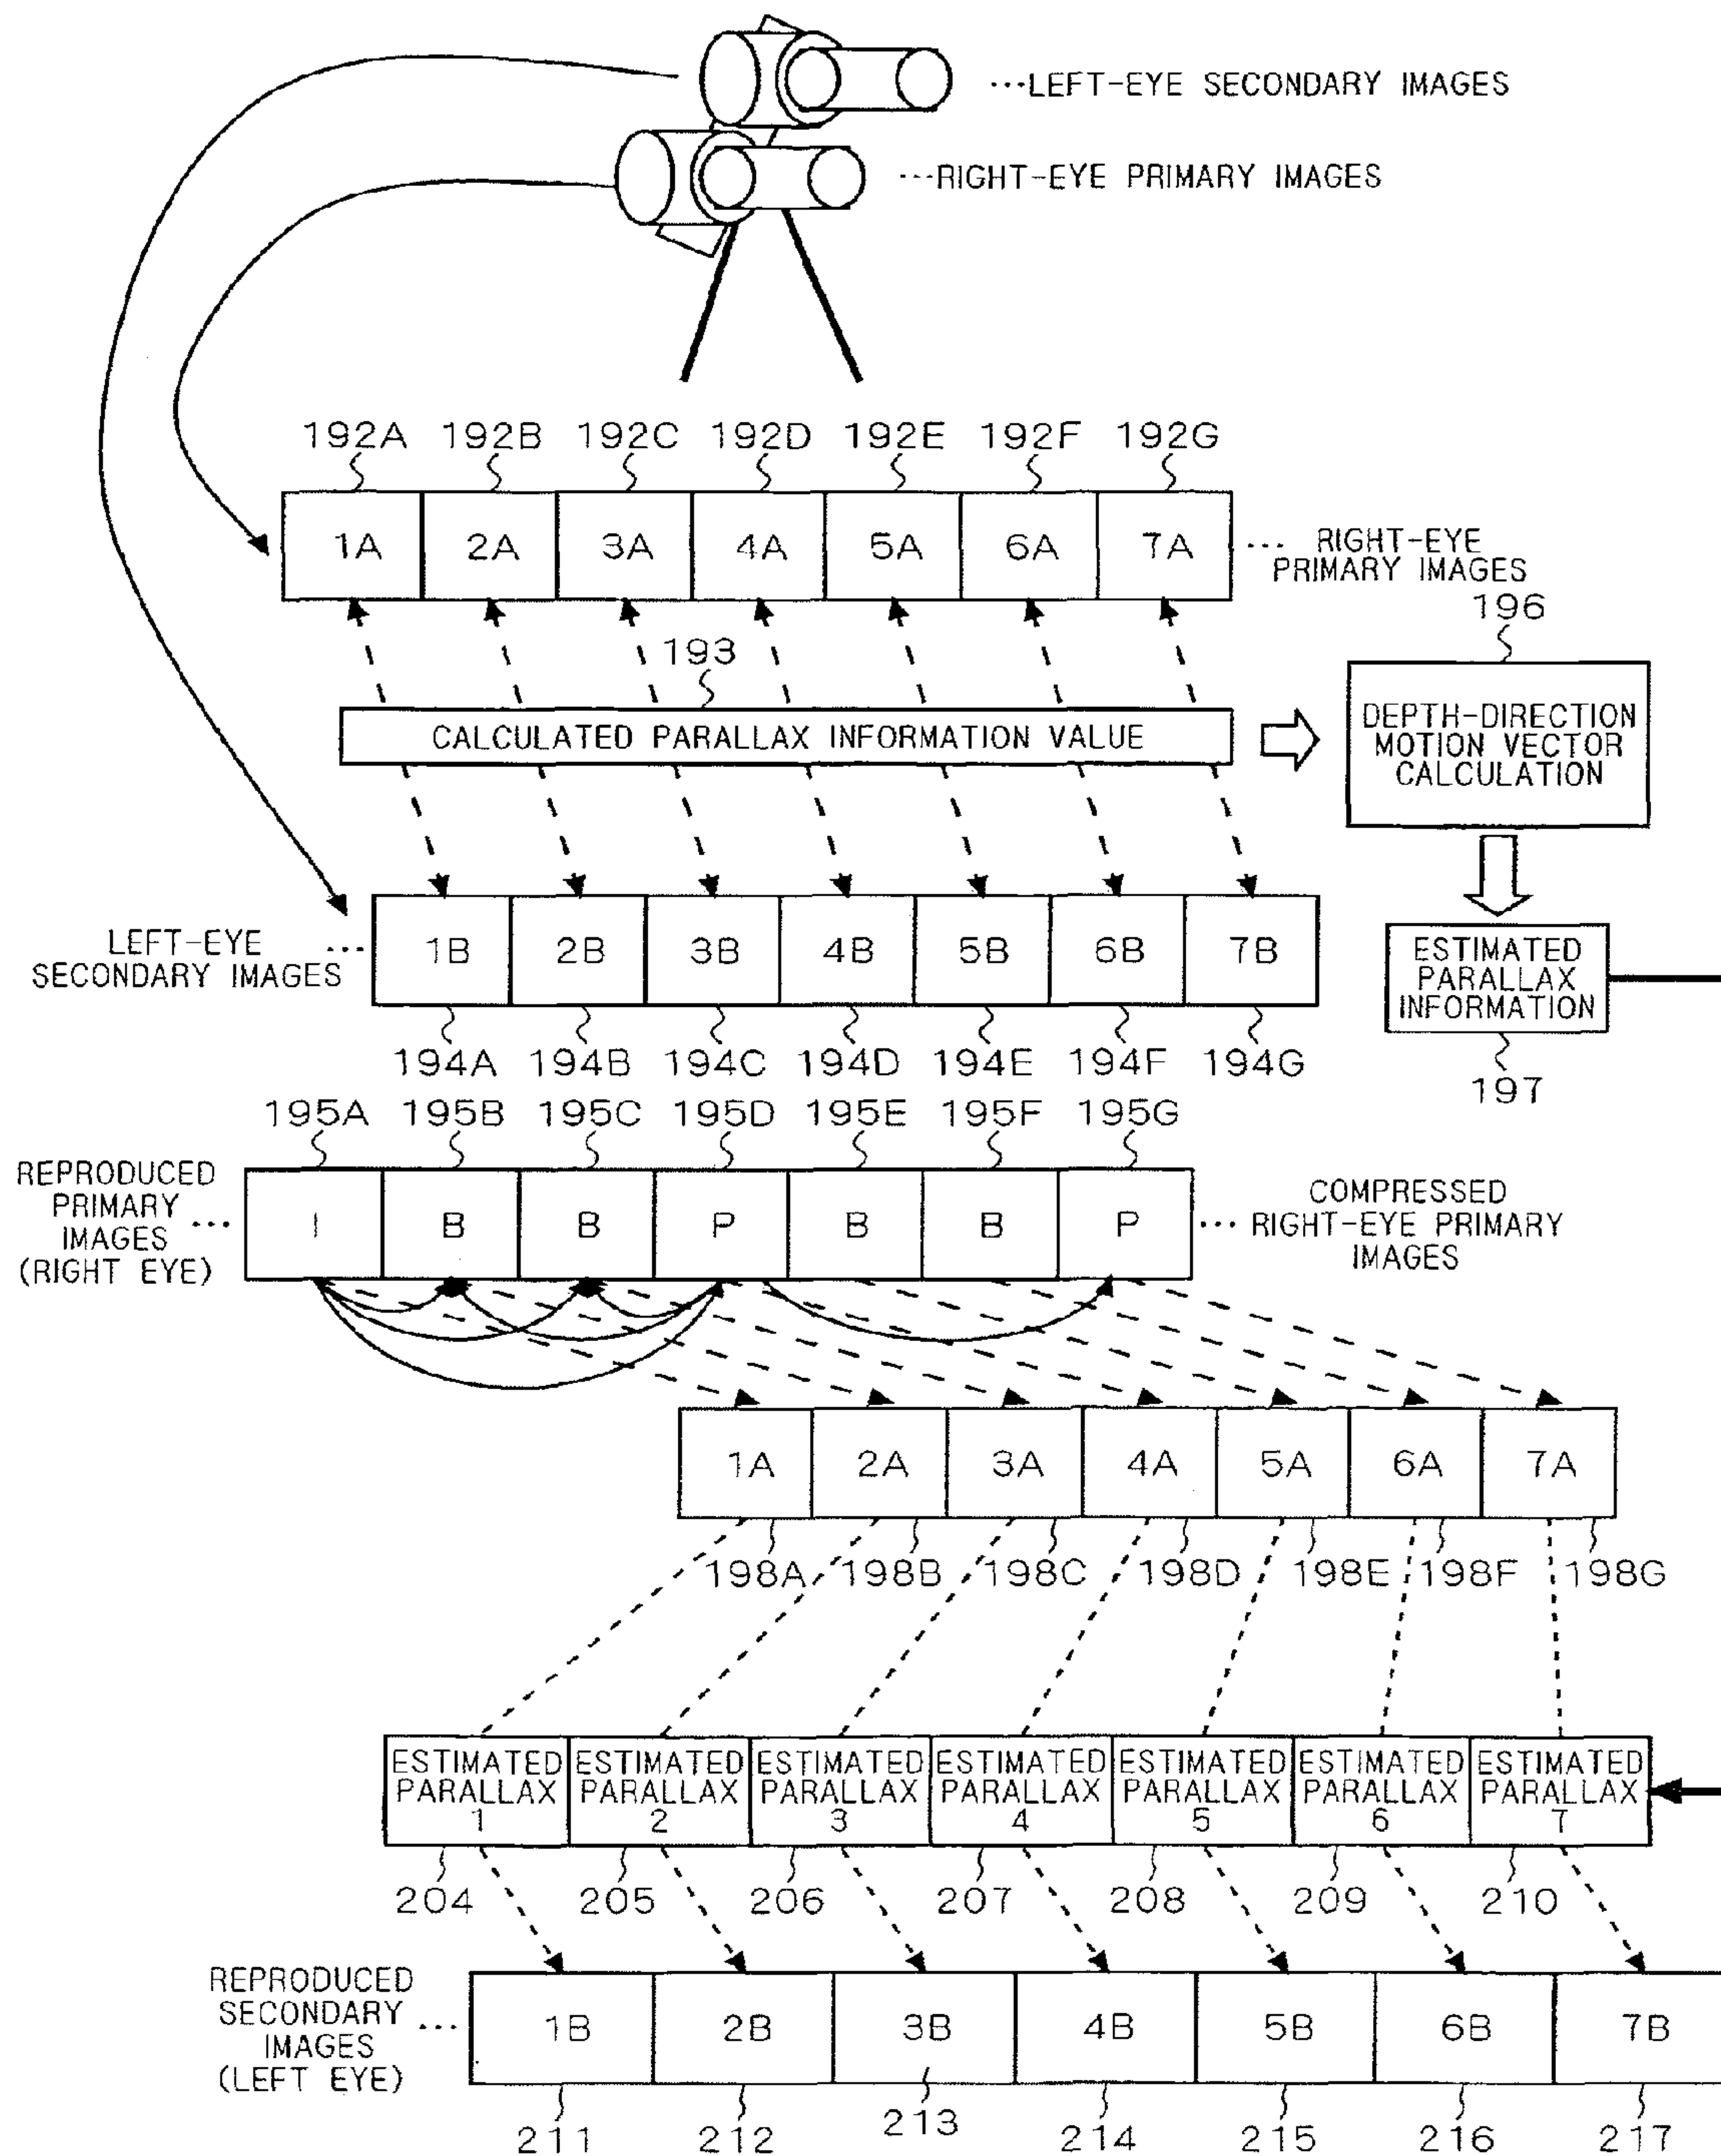 ···LEFT-EYE SECONDARY IMAGES
···RIGHT-EYE PRIMARY IMAGES
192A 192B 192C 192D 192E 192F 192G
1A 2A 3A 4A 5A 6A 7A ··· RIGHT-EYE
PRIMARY IMAGES
196
193
CALCULATED PARALLAX INFORMATION VALUE
DEPTH-DIRECTION
MOTION VECTOR
CALCULATION
LEFT-EYE ···
SECONDARY IMAGES
1B 2B 3B 4B 5B 6B 7B
ESTIMATED
PARALLAX
INFORMATION
194A 194B 194C 194D 194E 194F 194G
197
195A 195B 195C 195D 195E 195F 195G
REPRODUCED
PRIMARY
IMAGES ···
(RIGHT EYE)
I B B P B B P
COMPRESSED
··· RIGHT-EYE PRIMARY
IMAGES
1A 2A 3A 4A 5A 6A 7A
198A 198B 198C 198D 198E 198F 198G
ESTIMATED PARALLAX 1
ESTIMATED PARALLAX 2
ESTIMATED PARALLAX 3
ESTIMATED PARALLAX 4
ESTIMATED PARALLAX 5
ESTIMATED PARALLAX 6
ESTIMATED PARALLAX 7
204 205 206 207 208 209 210
REPRODUCED
SECONDARY
IMAGES ···
(LEFT EYE)
1B 2B 3B 4B 5B 6B 7B
211 212 213 214 215 216 217